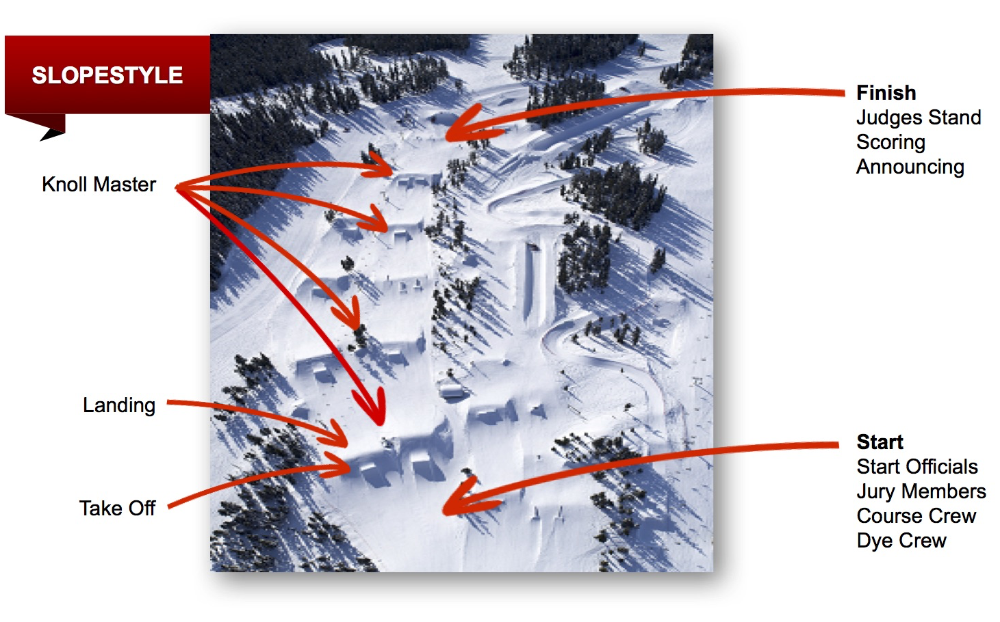 SLOPESTYLE
Finish
Judges Stand
Scoring
Announcing
Knoll Master
Landing
Take Off
Start
Start Officials
Jury Members
Course Crew
Dye Crew